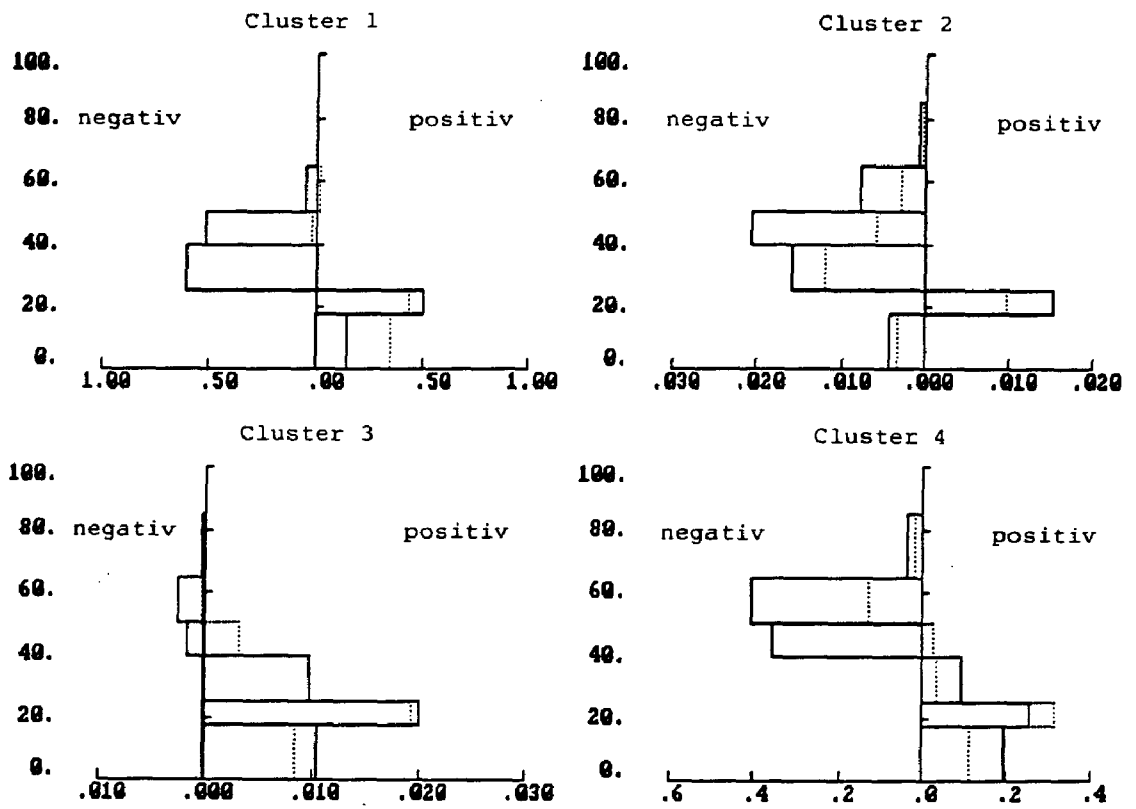 Cluster 1
100.
80.
negativ
positiv
60.
40.
20.
0.
1.00 .50 .00 .50 1.00
Cluster 2
100.
80.
negativ
positiv
60.
40.
20.
0.
.030 .020 .010 .000 .010 .020
Cluster 3
100.
80.
negativ
positiv
60.
40.
20.
0.
.010 .000 .010 .020 .030
Cluster 4
100.
80.
negativ
positiv
60.
40.
20.
0.
.6 .4 .2 .0 .2 .4